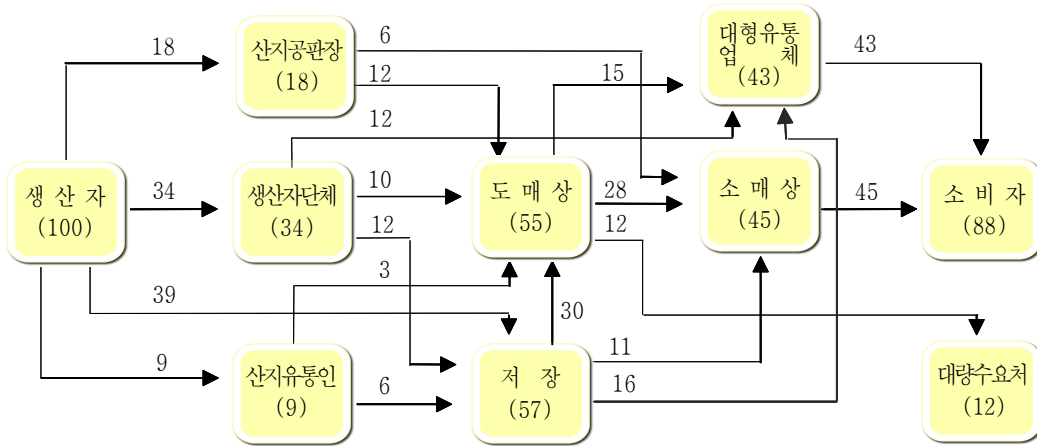 18
산지공판장
(18)
6
12
15
대형유통
업 체
(43)
43
12
생 산 자
(100)
34
생산자단체
(34)
10
12
도 매 상
(55)
28
12
소 매 상
(45)
45
소 비 자
(88)
3
39
30
9
산지유통인
(9)
6
저 장
(57)
11
16
대량수요처
(12)